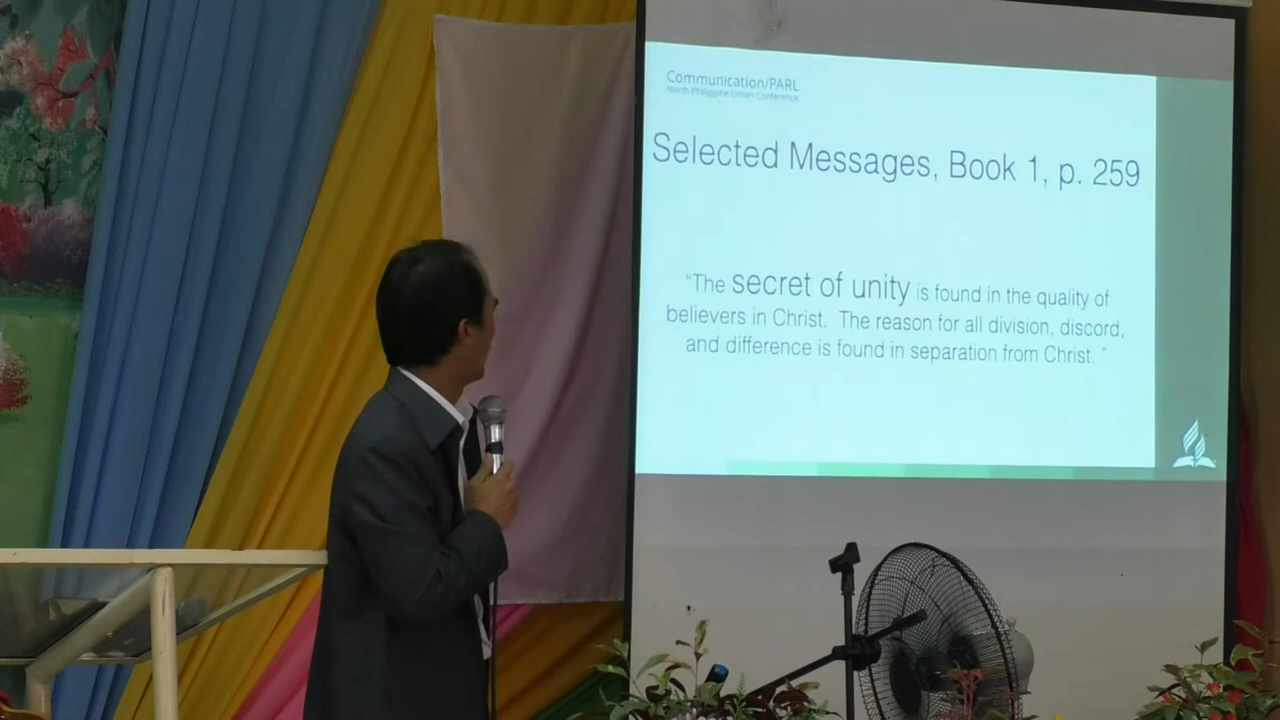 Communication/PARL
North Philippine Union Conference
Selected Messages, Book 1, p. 259
"The secret of unity is found in the quality of
believers in Christ. The reason for all division, discord,
and difference is found in separation from Christ. "